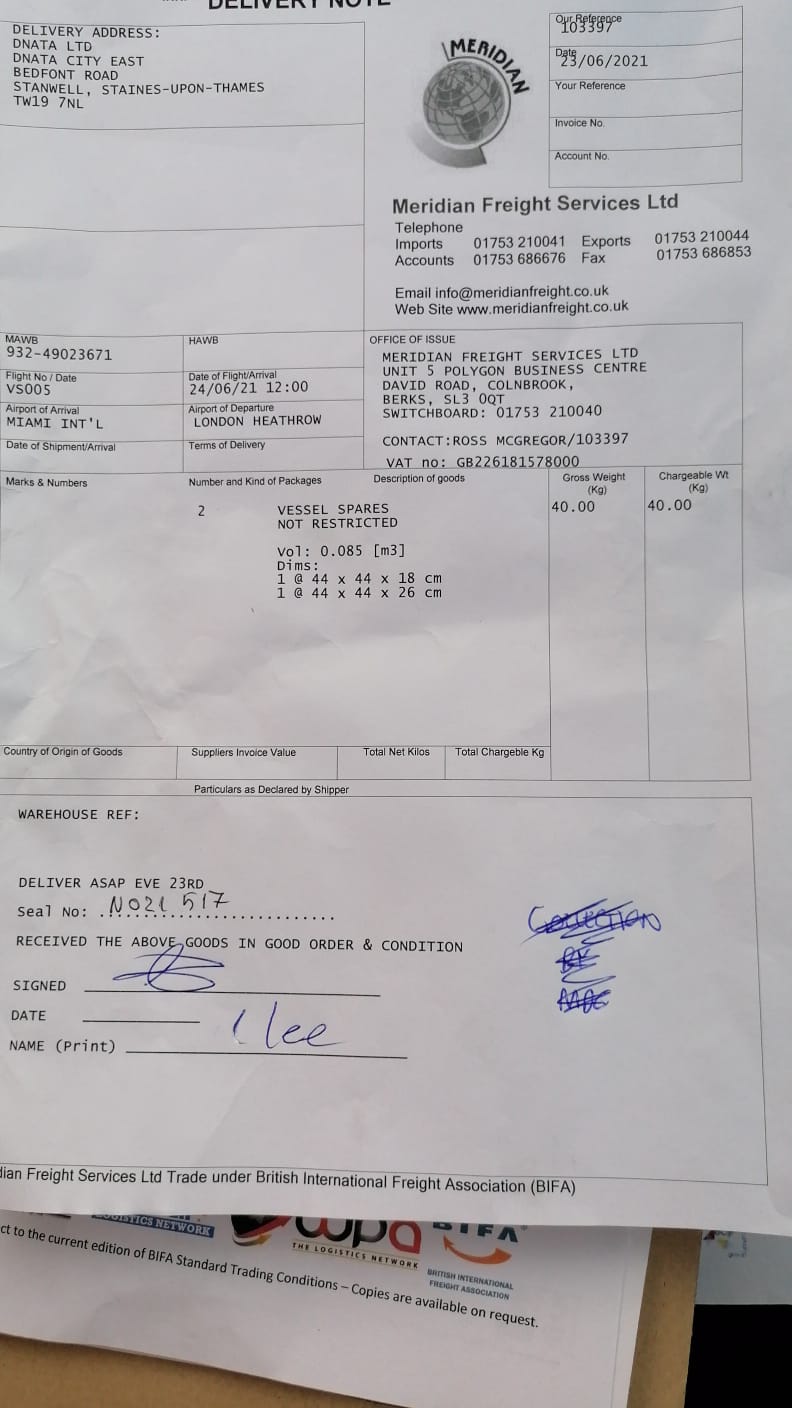 DELIVERY NOTE
DELIVERY ADDRESS:
DNATA LTD
DNATA CITY EAST
BEDFONT ROAD
STANWELL, STAINES-UPON-THAMES
TW19 7NL
MERIDIAN
Our Reference
103397
Date
23/06/2021
Your Reference
Invoice No.
Account No.
Meridian Freight Services Ltd
Telephone
Imports 01753 210041 Exports 01753 210044
Accounts 01753 686676 Fax 01753 686853
Email info@meridianfreight.co.uk
Web Site www.meridianfreight.co.uk
MAWB
932-49023671
HAWB
Flight No / Date
VS005
Date of Flight/Arrival
24/06/21 12:00
Airport of Arrival
MIAMI INT'L
Airport of Departure
LONDON HEATHROW
Date of Shipment/Arrival
Terms of Delivery
OFFICE OF ISSUE
MERIDIAN FREIGHT SERVICES LTD
UNIT 5 POLYGON BUSINESS CENTRE
DAVID ROAD, COLNBROOK,
BERKS, SL3 0QT
SWITCHBOARD: 01753 210040
CONTACT:ROSS MCGREGOR/103397
VAT no: GB226181578000
Marks & Numbers
Number and Kind of Packages
Description of goods
Gross Weight
(Kg)
Chargeable Wt
(Kg)
2 VESSEL SPARES 40.00 40.00
NOT RESTRICTED
Vol: 0.085 [m3]
Dims:
1 @ 44 x 44 x 18 cm
1 @ 44 x 44 x 26 cm
Country of Origin of Goods
Suppliers Invoice Value
Total Net Kilos
Total Chargeble Kg
Particulars as Declared by Shipper
WAREHOUSE REF:
DELIVER ASAP EVE 23RD
Seal No: N021 517
RECEIVED THE ABOVE GOODS IN GOOD ORDER & CONDITION
SIGNED
DATE
NAME (Print) lee
dian Freight Services Ltd Trade under British International Freight Association (BIFA)
LOGISTICS NETWORK
wpa
THE LOGISTICS NETWORK
BIFA
BRITISH INTERNATIONAL
FREIGHT ASSOCIATION
ct to the current edition of BIFA Standard Trading Conditions – Copies are available on request.